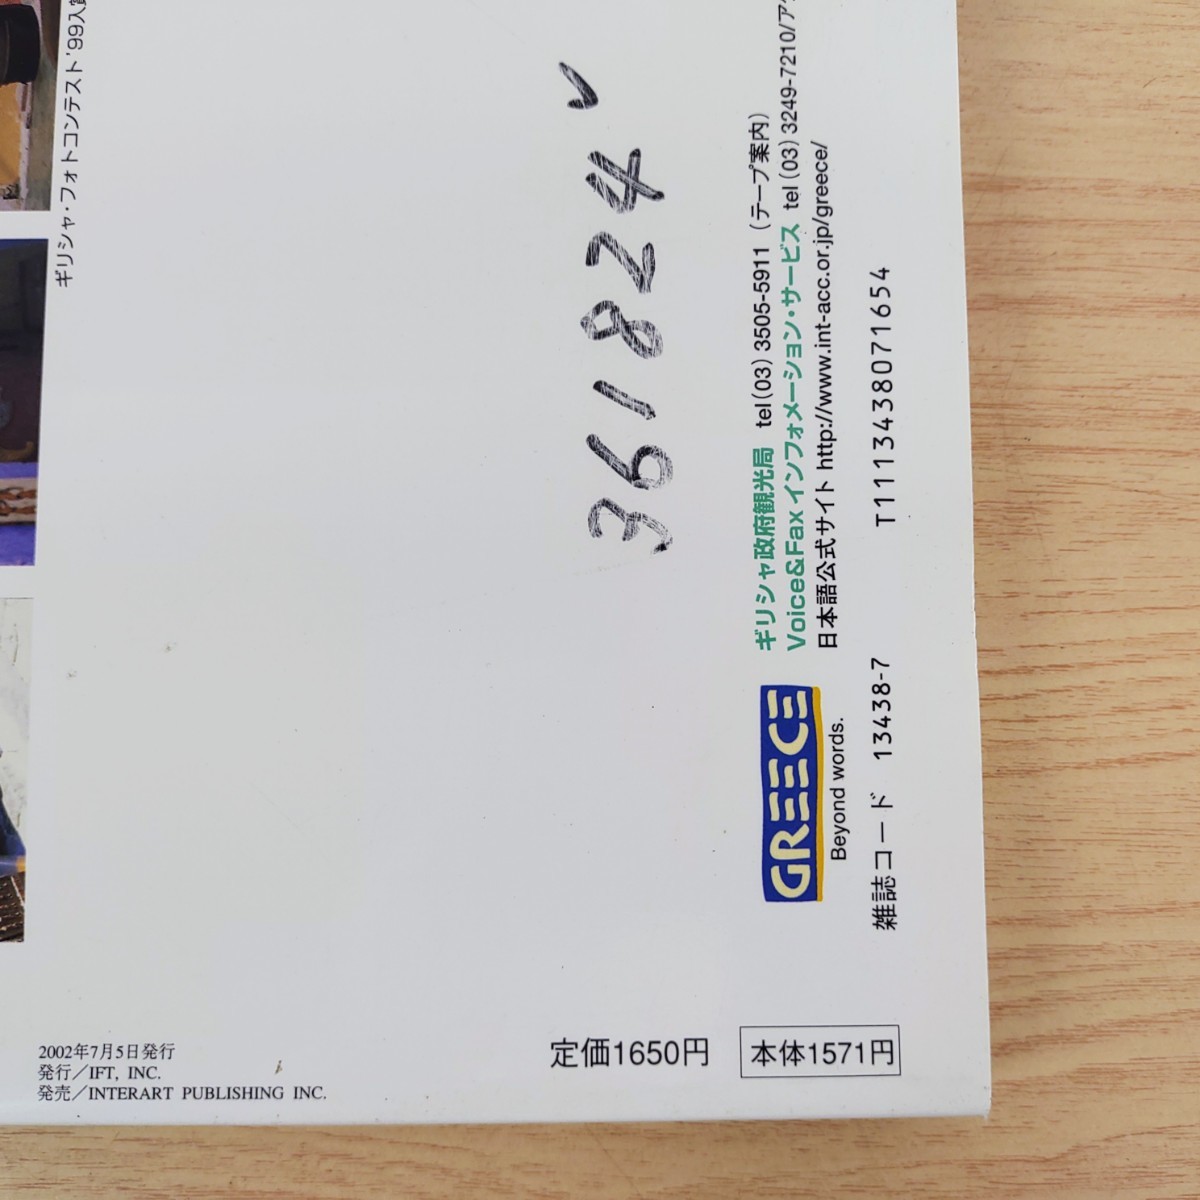 ギリシャ・フォトコンテスト'99入賞
361824
ギリシャ政府観光局 tel(03)3505-5911(テープ案内)
Voice&Fax インフォメーション・サービス tel(03)3249-7210/ア
日本語公式サイト http://www.int-acc.or.jp/greece/
GREECE
Beyond words.
雑誌コード 13438-7 T1113438071654
2002年7月5日発行
発行/IFT, INC.
発売/INTERART PUBLISHING INC.
定価1650円 本体1571円